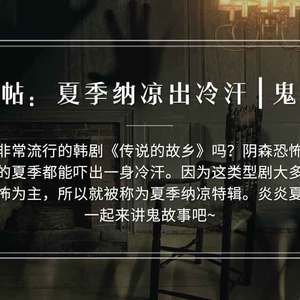 帖：夏季纳凉出冷汗 | 鬼
非常流行的韩剧《传说的故乡》吗？阴森恐怖
的夏季都能吓出一身冷汗。因为这类型剧大多
怖为主，所以就被称为夏季纳凉特辑。炎炎夏
一起来讲鬼故事吧~